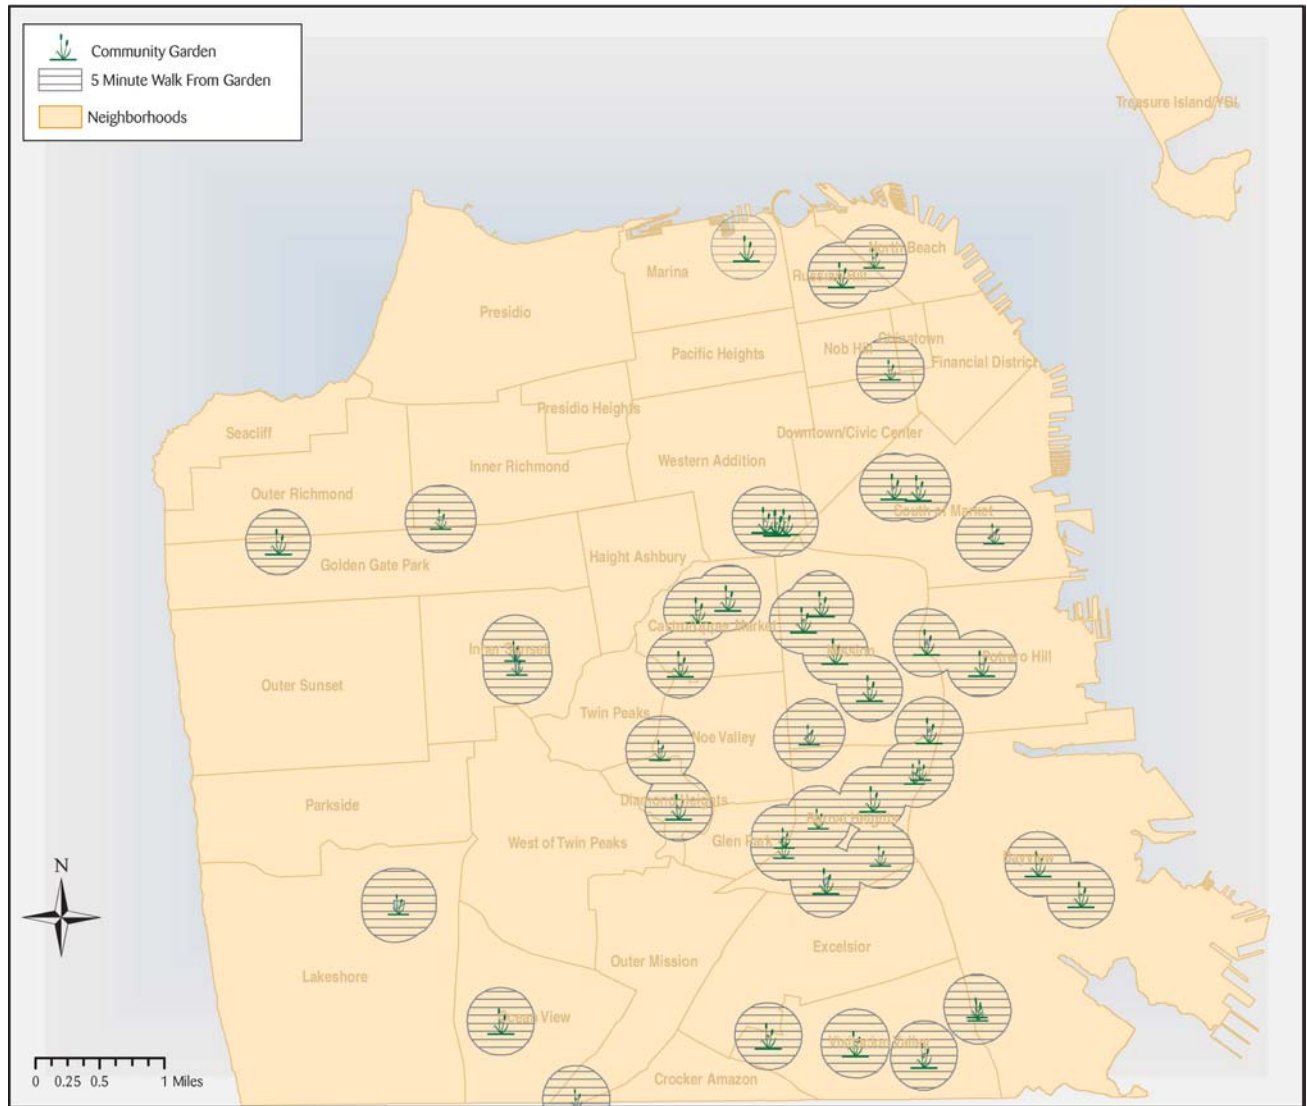 Community Garden
5 Minute Walk From Garden
Neighborhoods
Treasure Island/YBI
North Beach
Marina
Russian Hill
Presidio
Chinatown
Nob Hill
Pacific Heights
Financial District
Presidio Heights
Seacliff
Downtown/Civic Center
Western Addition
Inner Richmond
Outer Richmond
South of Market
Haight Ashbury
Golden Gate Park
Castro/Upper Market
Inner Sunset
Mission
Potrero Hill
Outer Sunset
Twin Peaks
Noe Valley
Diamond Heights
Parkside
Bernal Heights
Glen Park
West of Twin Peaks
Bayview
N
Excelsior
Outer Mission
Lakeshore
Ocean View
Visitacion Valley
Crocker Amazon
0 0.25 0.5 1 Miles